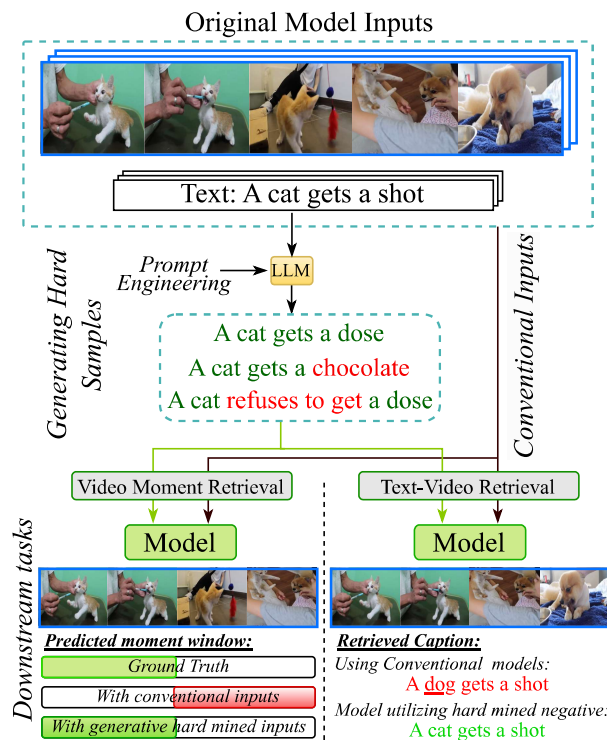 Original Model Inputs
Text: A cat gets a shot
Generating Hard
Samples
Prompt
Engineering
LLM
Conventional Inputs
A cat gets a dose
A cat gets a chocolate
A cat refuses to get a dose
Video Moment Retrieval
Text-Video Retrieval
Model
Model
Downstream tasks
Predicted moment window:
Ground Truth
With conventional inputs
With generative hard mined inputs
Retrieved Caption:
Using Conventional models:
A dog gets a shot
Model utilizing hard mined negative:
A cat gets a shot